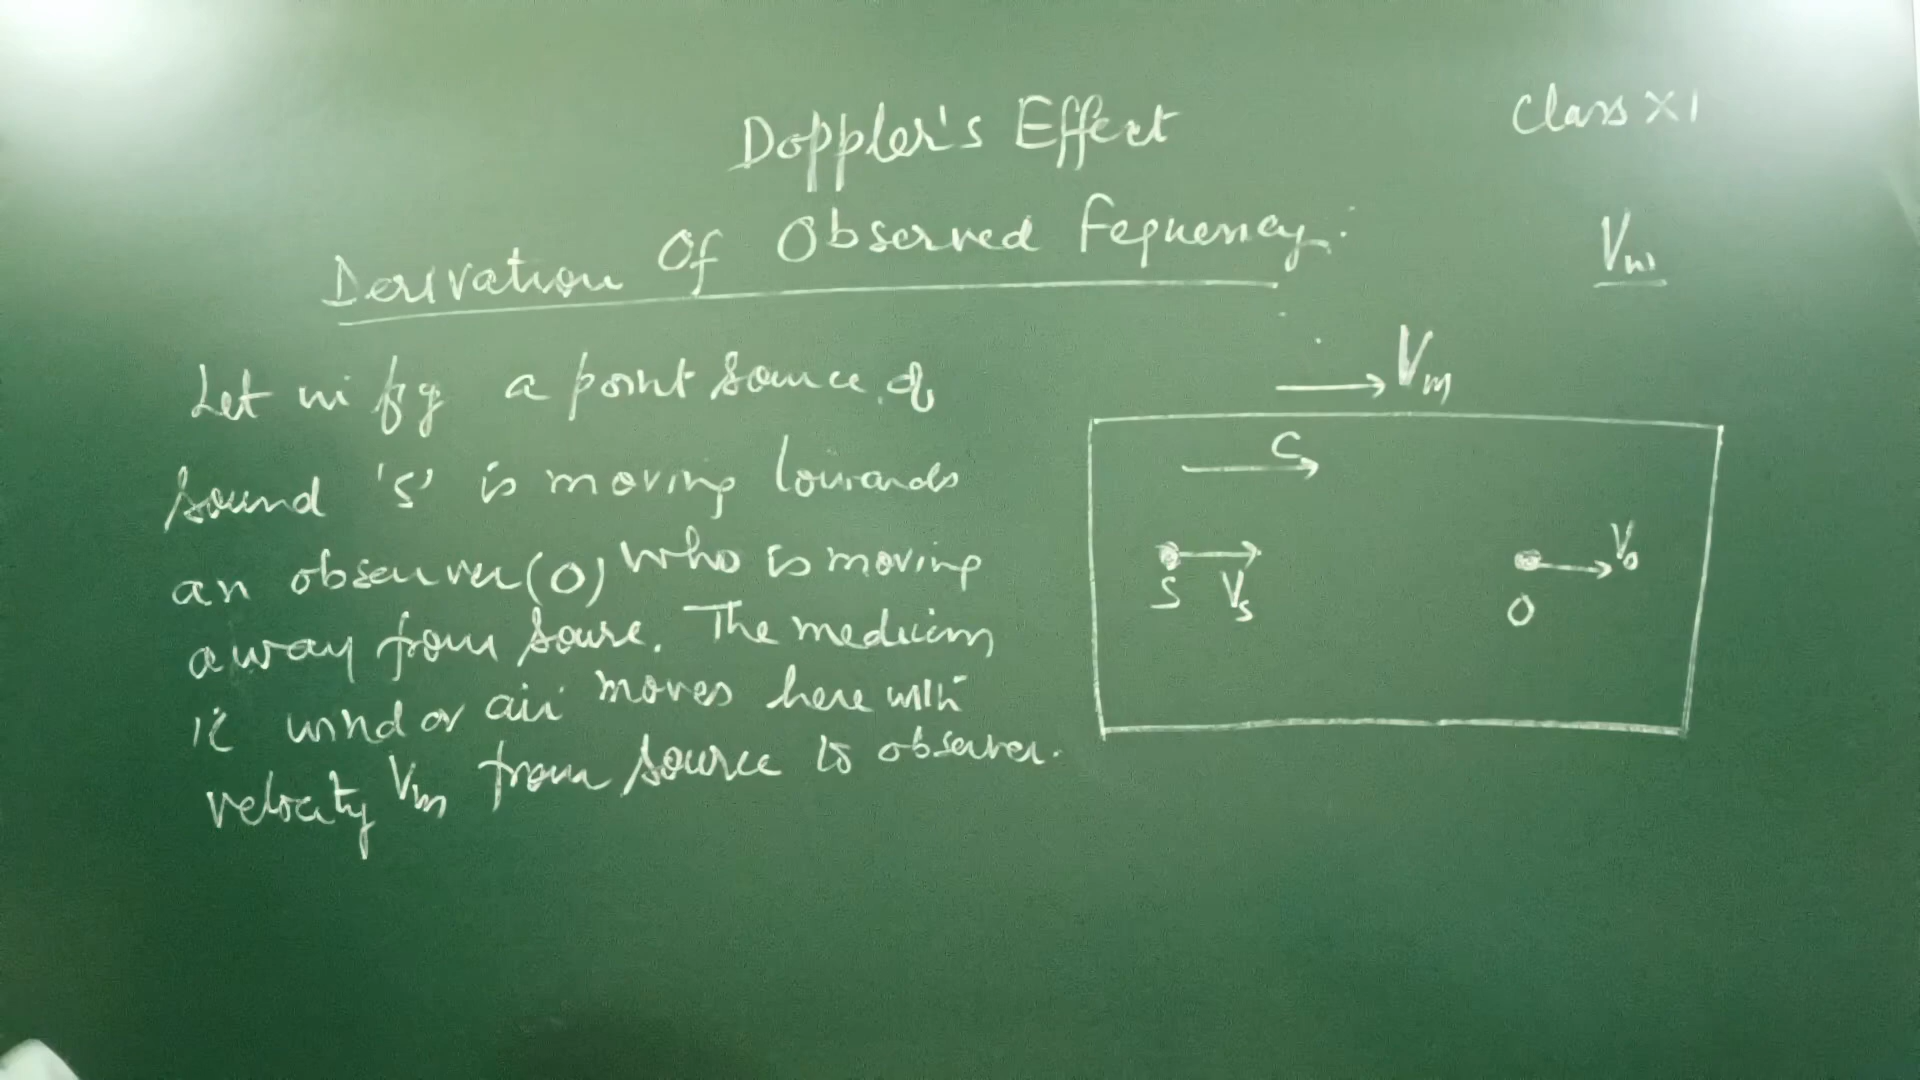 Doppler's Effect
Class XI
Derivation Of Observed Fequency:
Vm
Let in fig a point source of
sound 'S' is moving towards
an observer(O) who is moving
away from sourse. The medium
ie wind or air moves here with
velocity Vm from source to observer.
Vm
C
S Vs
O Vo